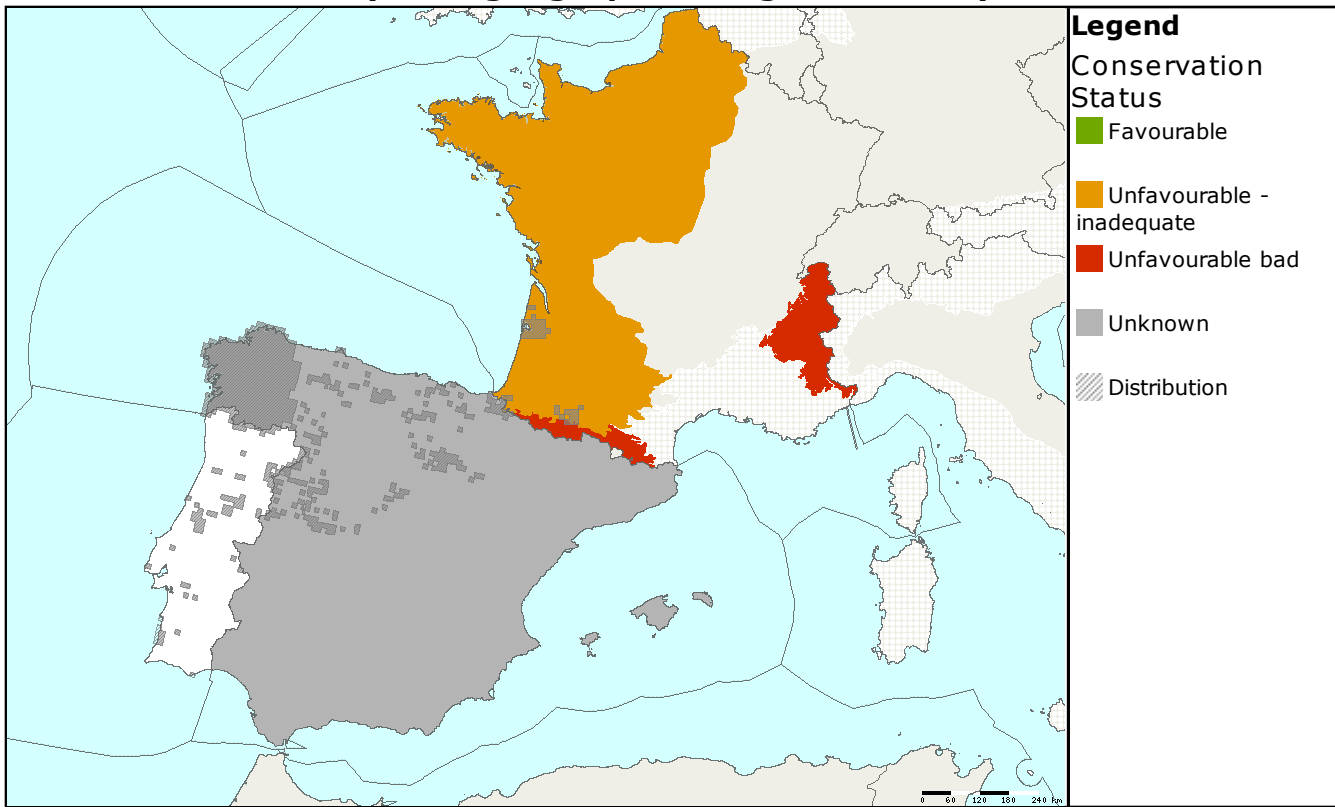 Legend
Conservation
Status
Favourable
Unfavourable -
inadequate
Unfavourable bad
Unknown
Distribution
0 60 120 180 240 km